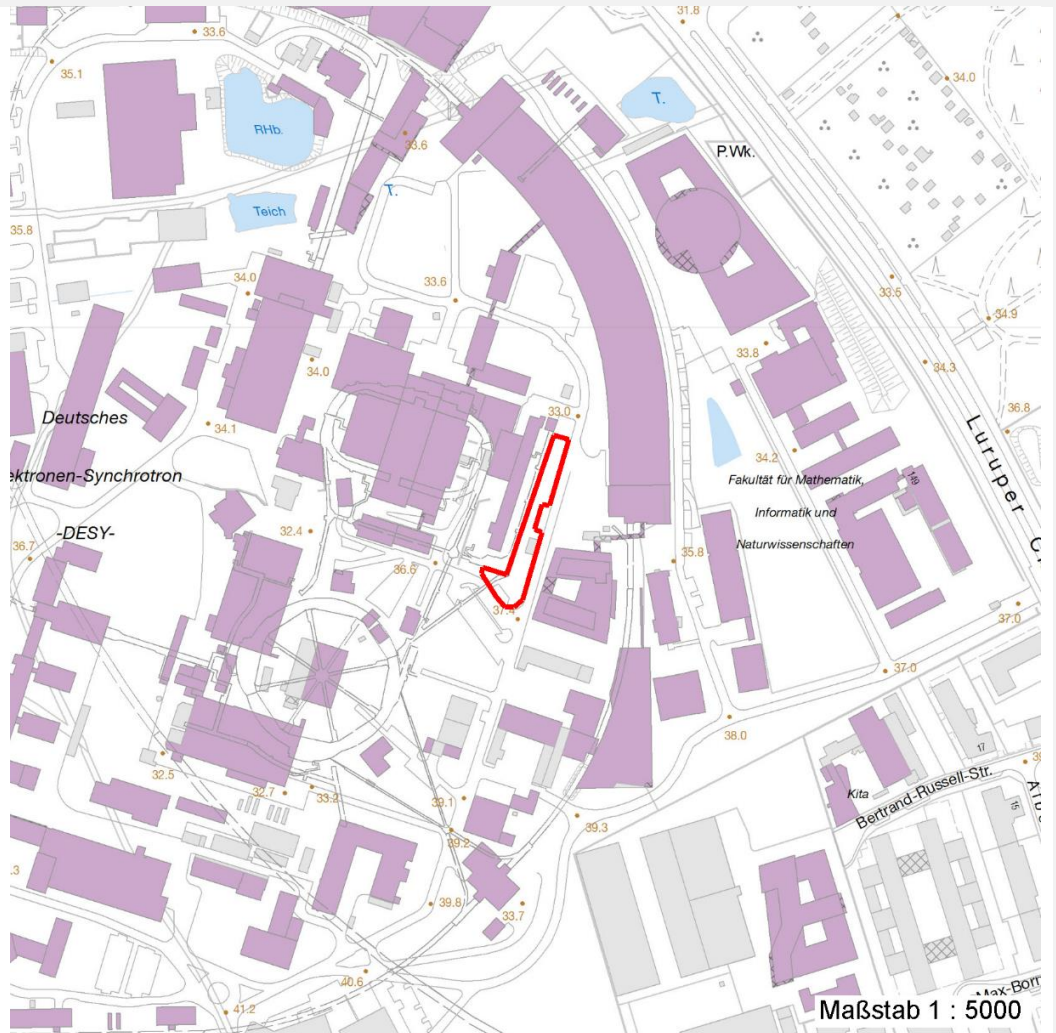 33.6
31.8
35.1
34.0
RHb.
T.
33.6
P.Wk.
T.
Teich
35.8
34.0
33.6
33.5
34.9
34.0
33.8
34.3
Deutsches
34.1
33.0
36.8
Luruper
34.2
ektronen-Synchrotron
Fakultät für Mathematik,
149
Informatik und
-DESY-
32.4
Naturwissenschaften
36.7
36.6
35.8
37.4
37.0
37.0
38.0
32.5
17
Bertrand-Russell-Str.
32.7
33.2
39.1
Kita
15
39.3
39.2
.3
39.8
33.7
40.6
Max-Born
41.2
Maßstab 1 : 5000